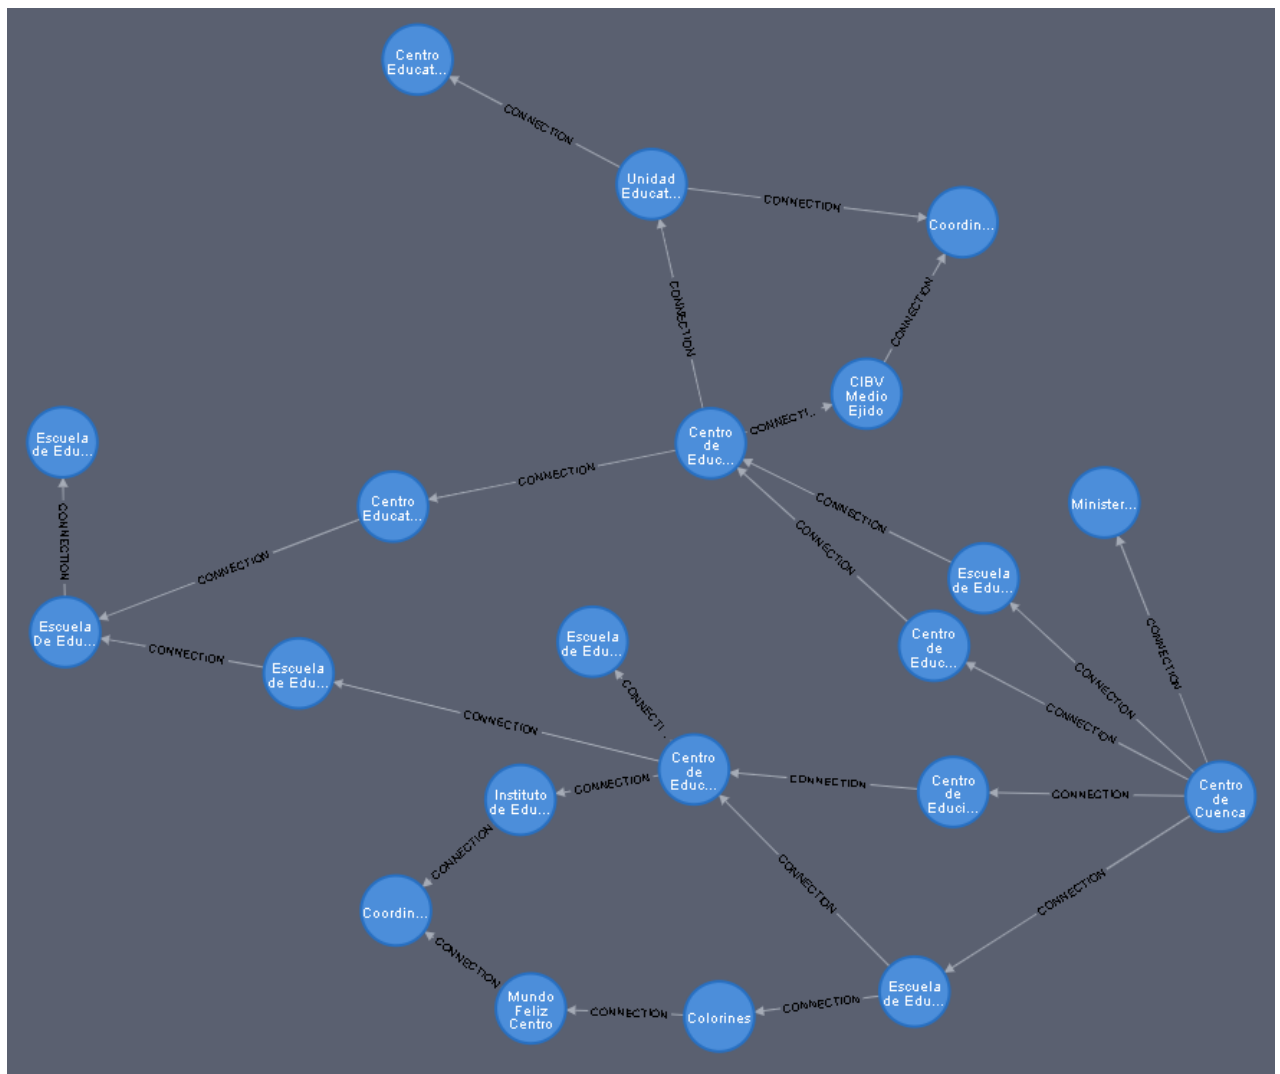 Centro
Educat...
CONNECTION
Unidad
Educat...
CONNECTION
Coordin...
CONNECTION
CONNECTION
CIBV
Medio
Ejido
CONNECTI...
Centro
de
Educ...
Escuela
de Edu...
CONNECTION
CONNECTION
Centro
Educat...
CONNECTION
Minister...
CONNECTION
CONNECTION
Escuela
de Edu...
Escuela
De Edu...
CONNECTION
Centro
de
Educ...
Escuela
de Edu...
CONNECTION
Escuela
de Edu...
CONNECTION
CONNECTION
CONNECTI...
CONNECTION
CONNECTION
Centro
de
Educ...
CONNECTION
Instituto
de Edu...
CONNECTION
Centro
de
Educi...
CONNECTION
Centro
de
Cuenca
CONNECTION
CONNECTION
CONNECTION
Coordin...
CONNECTION
Mundo
Feliz
Centro
CONNECTION
Colorines
CONNECTION
Escuela
de Edu...